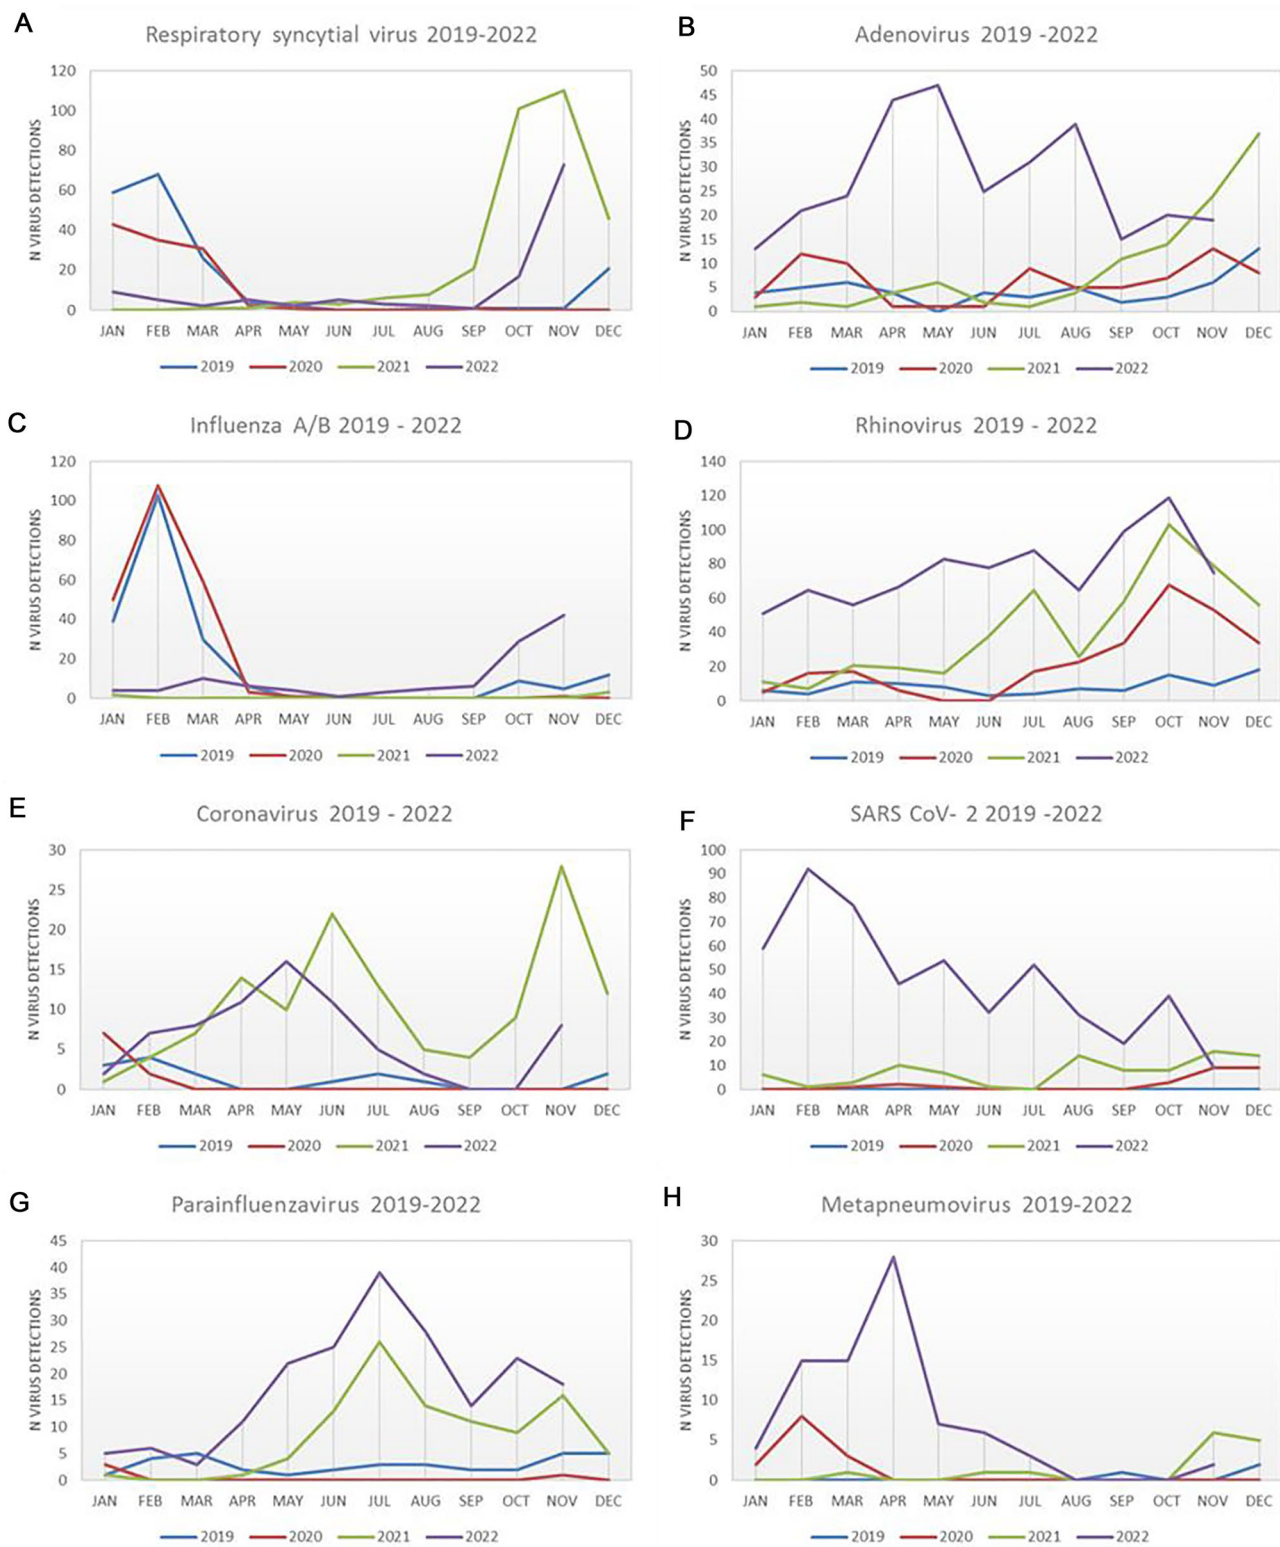 A
Respiratory syncytial virus 2019-2022
N VIRUS DETECTIONS
120
100
80
60
40
20
0
JAN FEB MAR APR MAY JUN JUL AUG SEP OCT NOV DEC
2019 2020 2021 2022
B
Adenovirus 2019 -2022
N VIRUS DETECTIONS
50
45
40
35
30
25
20
15
10
5
0
JAN FEB MAR APR MAY JUN JUL AUG SEP OCT NOV DEC
2019 2020 2021 2022
C
Influenza A/B 2019 - 2022
N VIRUS DETECTIONS
120
100
80
60
40
20
0
JAN FEB MAR APR MAY JUN JUL AUG SEP OCT NOV DEC
2019 2020 2021 2022
D
Rhinovirus 2019 - 2022
N VIRUS DETECTIONS
140
120
100
80
60
40
20
0
JAN FEB MAR APR MAY JUN JUL AUG SEP OCT NOV DEC
2019 2020 2021 2022
E
Coronavirus 2019 - 2022
N VIRUS DETECTIONS
30
25
20
15
10
5
0
JAN FEB MAR APR MAY JUN JUL AUG SEP OCT NOV DEC
2019 2020 2021 2022
F
SARS CoV- 2 2019 -2022
N VIRUS DETECTIONS
100
90
80
70
60
50
40
30
20
10
0
JAN FEB MAR APR MAY JUN JUL AUG SEP OCT NOV DEC
2019 2020 2021 2022
G
Parainfluenzavirus 2019-2022
N VIRUS DETECTIONS
45
40
35
30
25
20
15
10
5
0
JAN FEB MAR APR MAY JUN JUL AUG SEP OCT NOV DEC
2019 2020 2021 2022
H
Metapneumovirus 2019-2022
N VIRUS DETECTIONS
30
25
20
15
10
5
0
JAN FEB MAR APR MAY JUN JUL AUG SEP OCT NOV DEC
2019 2020 2021 2022